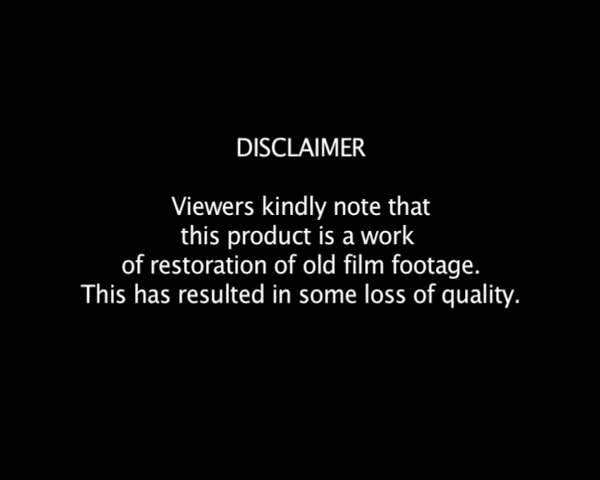 DISCLAIMER
Viewers kindly note that
this product is a work
of restoration of old film footage.
This has resulted in some loss of quality.